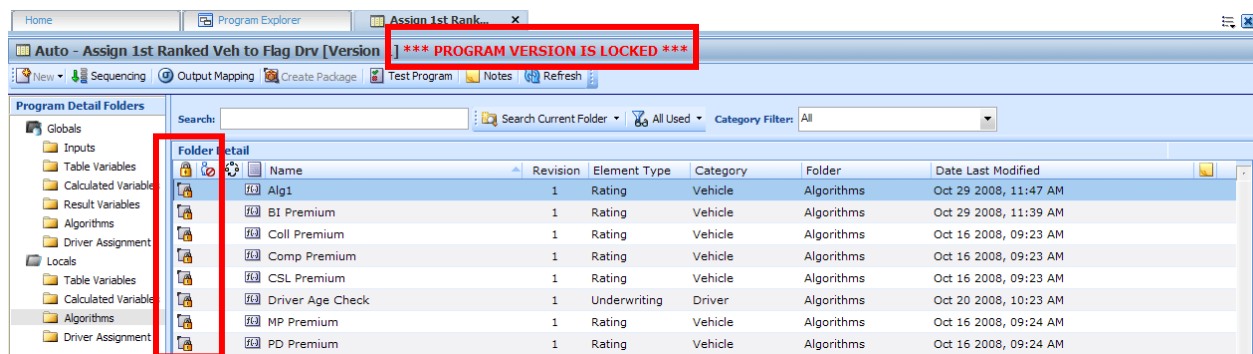 Home Program Explorer Assign 1st Rank... x
Auto - Assign 1st Ranked Veh to Flag Drv [Version ] *** PROGRAM VERSION IS LOCKED ***
New Sequencing Output Mapping Create Package Test Program Notes Refresh
Program Detail Folders
Globals
Inputs
Table Variables
Calculated Variable
Result Variables
Algorithms
Driver Assignment
Locals
Table Variables
Calculated Variable
Algorithms
Driver Assignment
Search: Search Current Folder All Used Category Filter: All
Folder Detail
Name Revision Element Type Category Folder Date Last Modified
f(x) Alg1 1 Rating Vehicle Algorithms Oct 29 2008, 11:47 AM
f(x) BI Premium 1 Rating Vehicle Algorithms Oct 29 2008, 11:39 AM
f(x) Coll Premium 1 Rating Vehicle Algorithms Oct 16 2008, 09:23 AM
f(x) Comp Premium 1 Rating Vehicle Algorithms Oct 16 2008, 09:23 AM
f(x) CSL Premium 1 Rating Vehicle Algorithms Oct 16 2008, 09:23 AM
f(x) Driver Age Check 1 Underwriting Driver Algorithms Oct 20 2008, 10:23 AM
f(x) MP Premium 1 Rating Vehicle Algorithms Oct 16 2008, 09:24 AM
f(x) PD Premium 1 Rating Vehicle Algorithms Oct 16 2008, 09:24 AM